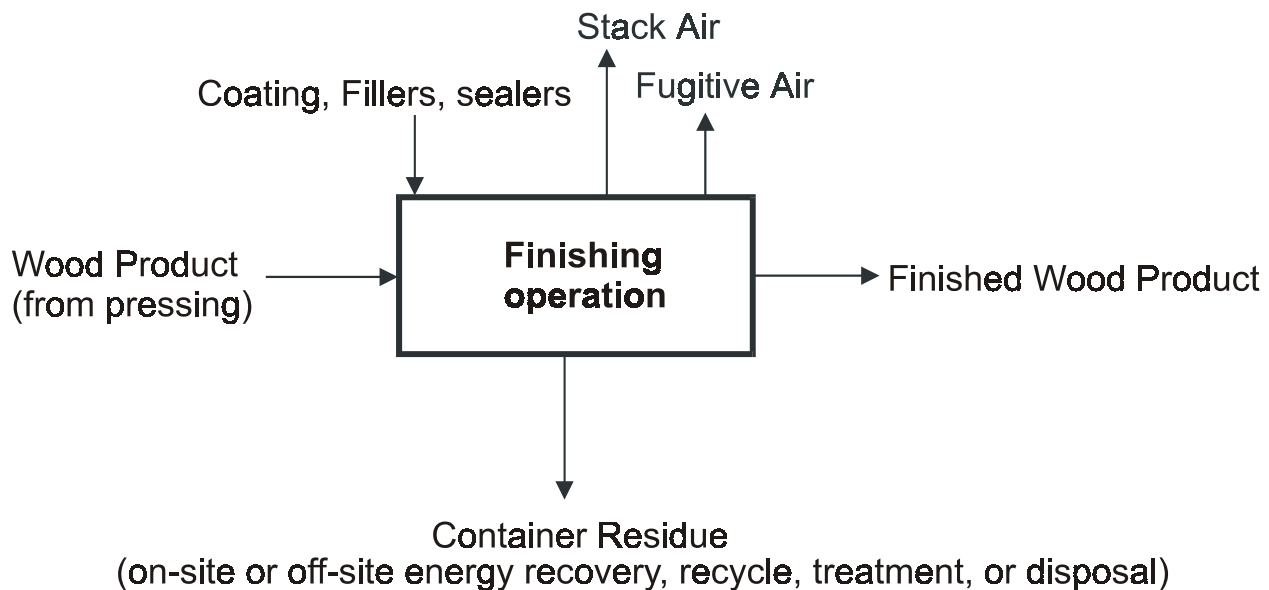 Stack Air
Fugitive Air
Coating, Fillers, sealers
Finishing
operation
Wood Product
(from pressing)
Finished Wood Product
Container Residue
(on-site or off-site energy recovery, recycle, treatment, or disposal)